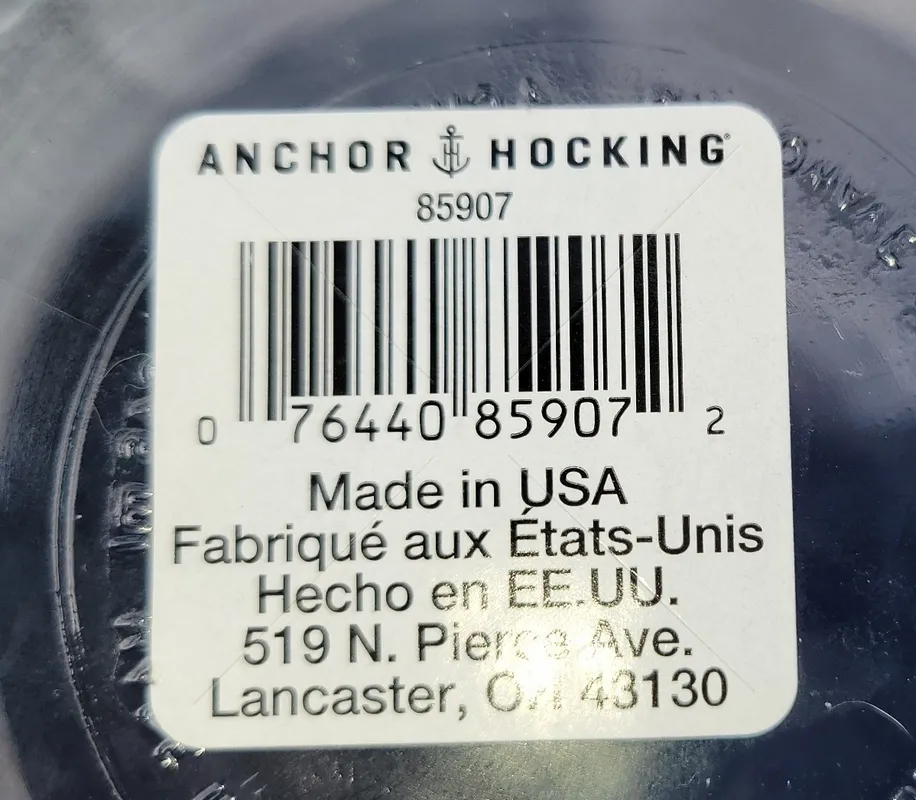 ANCHOR HOCKING®
85907
0 76440 85907 2
Made in USA
Fabriqué aux États-Unis
Hecho en EE.UU.
519 N. Pierce Ave.
Lancaster, OH 43130